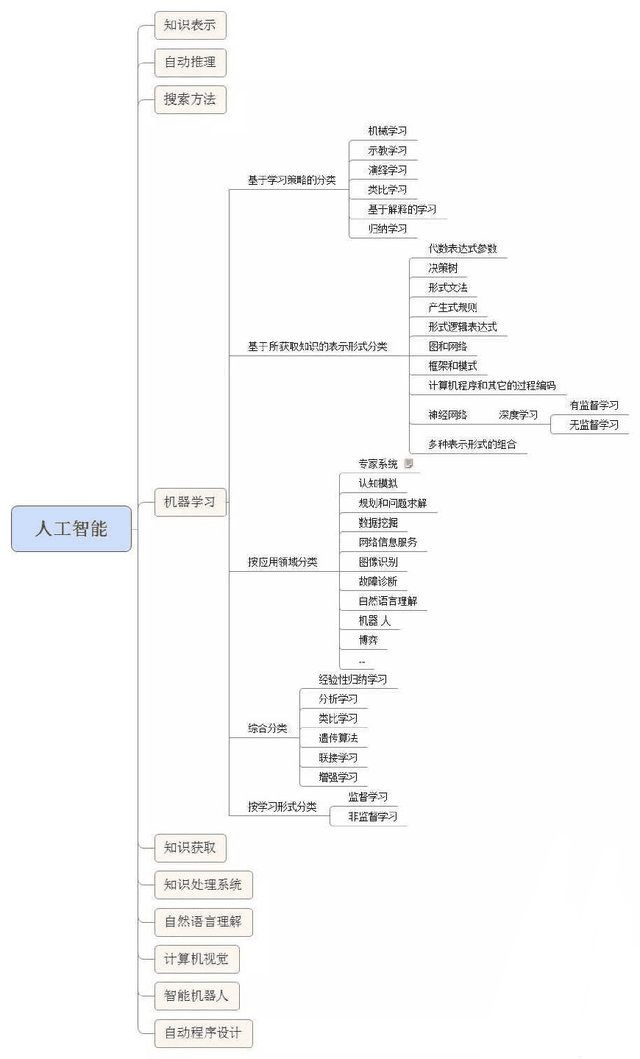 知识表示
自动推理
搜索方法
机械学习
示教学习
基于学习策略的分类
演绎学习
类比学习
基于解释的学习
归纳学习
代数表达式参数
决策树
形式文法
产生式规则
形式逻辑表达式
基于所获取知识的表示形式分类
图和网络
框架和模式
计算机程序和其它的过程编码
有监督学习
神经网络 深度学习
无监督学习
多种表示形式的组合
专家系统
认知模拟
机器学习
规划和问题求解
数据挖掘
人工智能
网络信息服务
按应用领域分类
图像识别
故障诊断
自然语言理解
机器 人
博弈
...
经验性归纳学习
分析学习
类比学习
综合分类
遗传算法
联接学习
增强学习
监督学习
按学习形式分类
非监督学习
知识获取
知识处理系统
自然语言理解
计算机视觉
智能机器人
自动程序设计